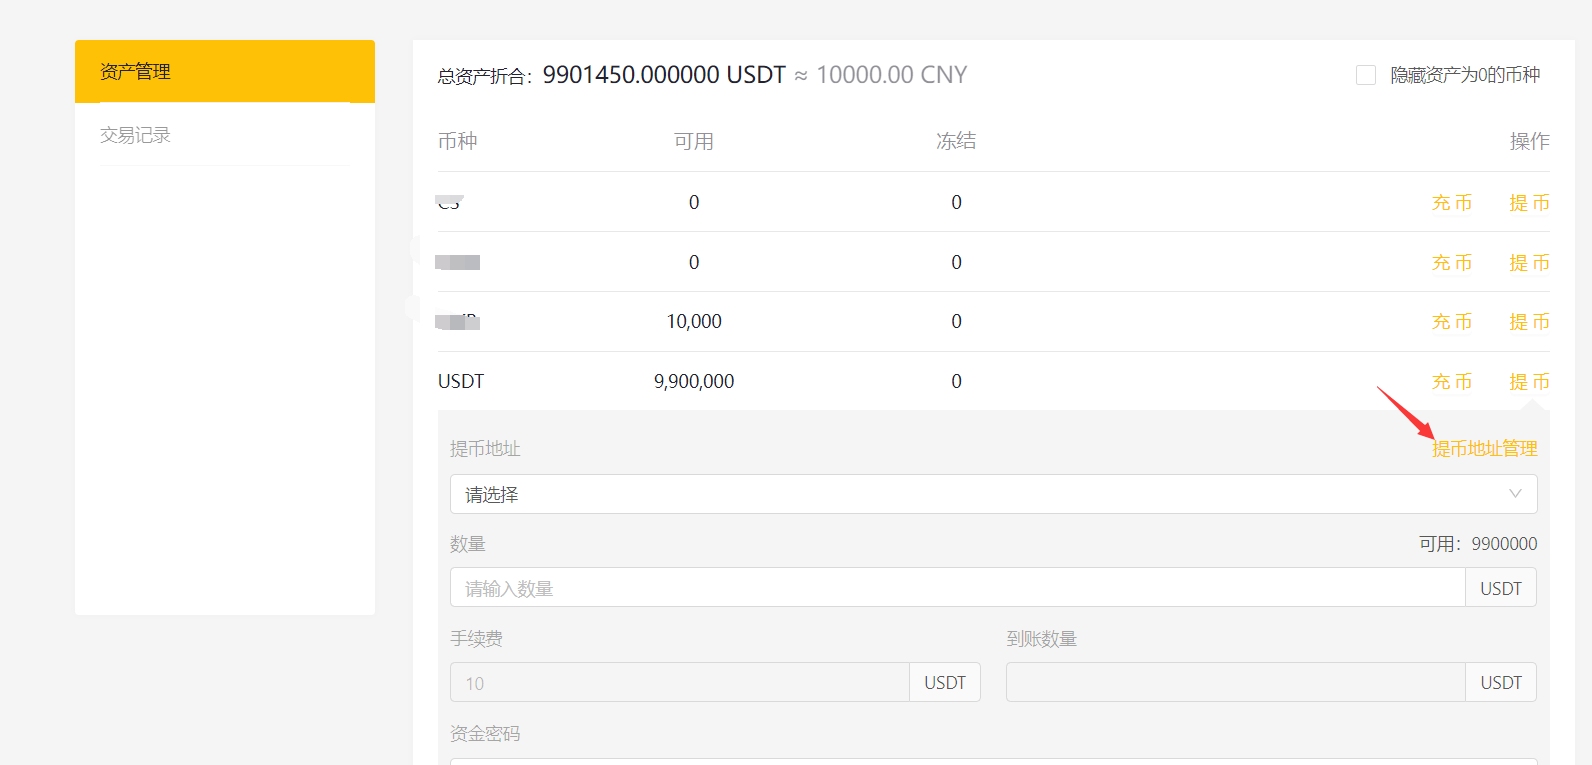 资产管理
交易记录
总资产折合：9901450.000000 USDT ≈ 10000.00 CNY
隐藏资产为0的币种
币种 可用 冻结 操作
0 0 充 币 提 币
0 0 充 币 提 币
10,000 0 充 币 提 币
USDT 9,900,000 0 充 币 提 币
提币地址 提币地址管理
请选择
数量 可用：9900000
请输入数量 USDT
手续费 到账数量
10 USDT USDT
资金密码